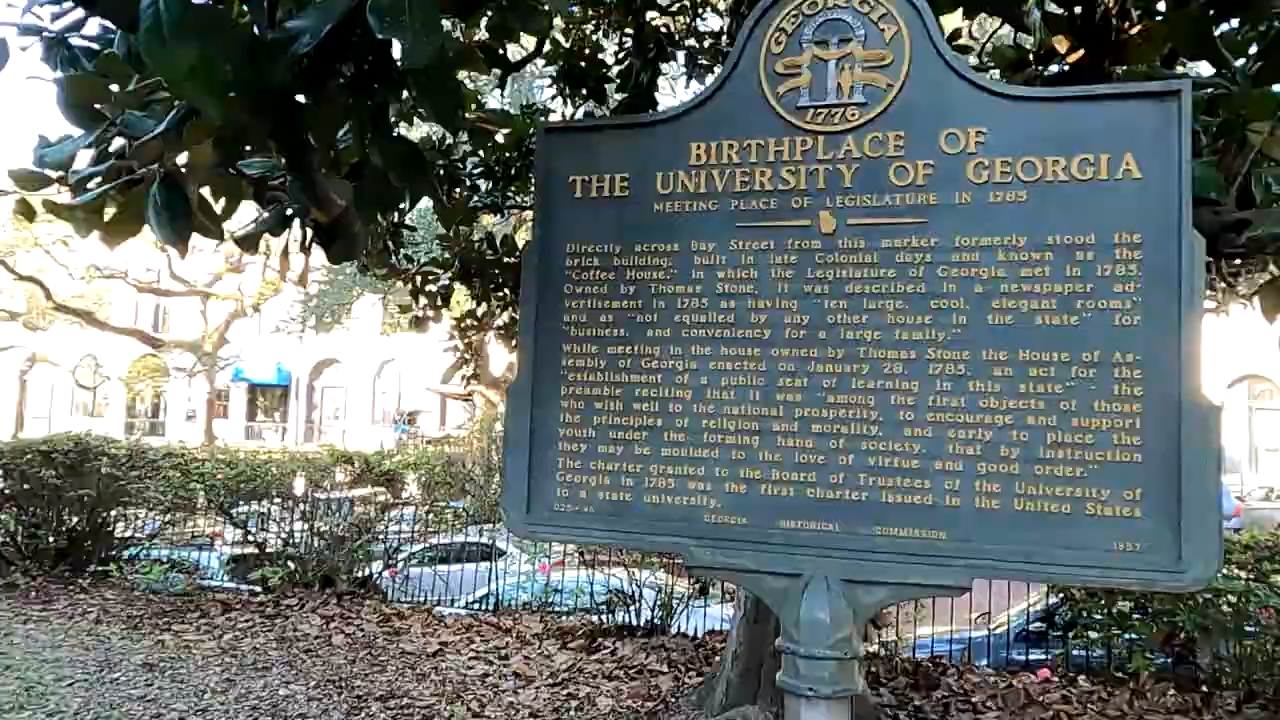 GEORGIA
1776
BIRTHPLACE OF
THE UNIVERSITY OF GEORGIA
MEETING PLACE OF LEGISLATURE IN 1785
Directly across Bay Street from this marker formerly stood the
brick building, built in late Colonial days and known as the
"Coffee House," in which the Legislature of Georgia met in 1785.
Owned by Thomas Stone, it was described in a newspaper ad-
vertisement in 1785 as having "ten large, cool, elegant rooms"
and as "not equalled by any other house in the state" for
"business, and conveniency for a large family."
While meeting in the house owned by Thomas Stone the House of As-
sembly of Georgia enacted on January 28, 1785, an act for the
"establishment of a public seat of learning in this state" - the
preamble reciting that it was "among the first objects of those
who wish well to the national prosperity, to encourage and support
the principles of religion and morality, and early to place the
youth under the forming hand of society, that by instruction
they may be moulded to the love of virtue and good order."
The charter granted to the Board of Trustees of the University of
Georgia in 1785 was the first charter issued in the United States
to a state university.
GEORGIA HISTORICAL COMMISSION
1957